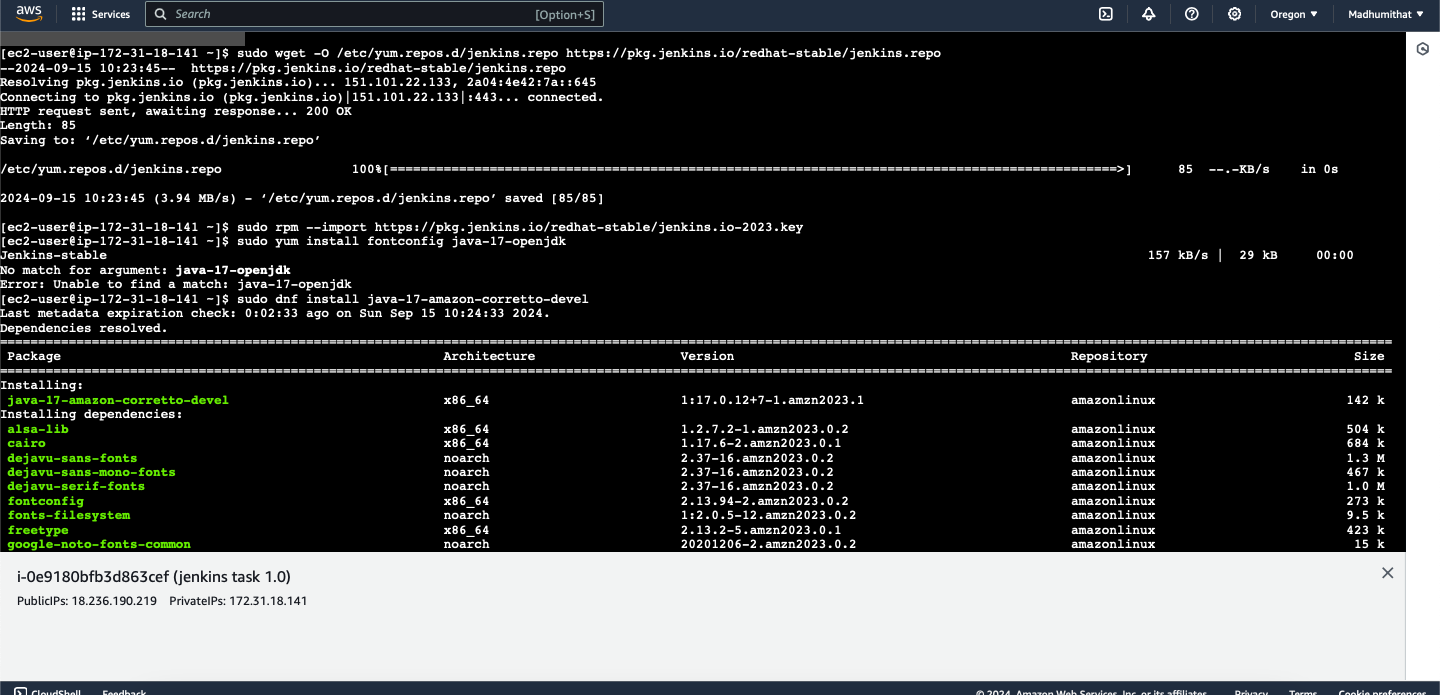 aws Services Search [Option+S] Oregon ▼ Madhumithat ▼
[ec2-user@ip-172-31-18-141 ~]$ sudo wget -O /etc/yum.repos.d/jenkins.repo https://pkg.jenkins.io/redhat-stable/jenkins.repo
--2024-09-15 10:23:45--  https://pkg.jenkins.io/redhat-stable/jenkins.repo
Resolving pkg.jenkins.io (pkg.jenkins.io)... 151.101.22.133, 2a04:4e42:7a::645
Connecting to pkg.jenkins.io (pkg.jenkins.io)|151.101.22.133|:443... connected.
HTTP request sent, awaiting response... 200 OK
Length: 85
Saving to: ‘/etc/yum.repos.d/jenkins.repo’
/etc/yum.repos.d/jenkins.repo 100%[===============================================================================================>] 85 --.-KB/s in 0s
2024-09-15 10:23:45 (3.94 MB/s) - ‘/etc/yum.repos.d/jenkins.repo’ saved [85/85]
[ec2-user@ip-172-31-18-141 ~]$ sudo rpm --import https://pkg.jenkins.io/redhat-stable/jenkins.io-2023.key
[ec2-user@ip-172-31-18-141 ~]$ sudo yum install fontconfig java-17-openjdk
Jenkins-stable 157 kB/s | 29 kB 00:00
No match for argument: java-17-openjdk
Error: Unable to find a match: java-17-openjdk
[ec2-user@ip-172-31-18-141 ~]$ sudo dnf install java-17-amazon-corretto-devel
Last metadata expiration check: 0:02:33 ago on Sun Sep 15 10:24:33 2024.
Dependencies resolved.
Package Architecture Version Repository Size
Installing:
java-17-amazon-corretto-devel x86_64 1:17.0.12+7-1.amzn2023.1 amazonlinux 142 k
Installing dependencies:
alsa-lib x86_64 1.2.7.2-1.amzn2023.0.2 amazonlinux 504 k
cairo x86_64 1.17.6-2.amzn2023.0.1 amazonlinux 684 k
dejavu-sans-fonts noarch 2.37-16.amzn2023.0.2 amazonlinux 1.3 M
dejavu-sans-mono-fonts noarch 2.37-16.amzn2023.0.2 amazonlinux 467 k
dejavu-serif-fonts noarch 2.37-16.amzn2023.0.2 amazonlinux 1.0 M
fontconfig x86_64 2.13.94-2.amzn2023.0.2 amazonlinux 273 k
fonts-filesystem noarch 1:2.0.5-12.amzn2023.0.2 amazonlinux 9.5 k
freetype x86_64 2.13.2-5.amzn2023.0.1 amazonlinux 423 k
google-noto-fonts-common noarch 20201206-2.amzn2023.0.2 amazonlinux 15 k
i-0e9180bfb3d863cef (jenkins task 1.0)
PublicIPs: 18.236.190.219 PrivateIPs: 172.31.18.141
CloudShell Feedback © 2024, Amazon Web Services, Inc. or its affiliates. Privacy Terms Cookie preferences